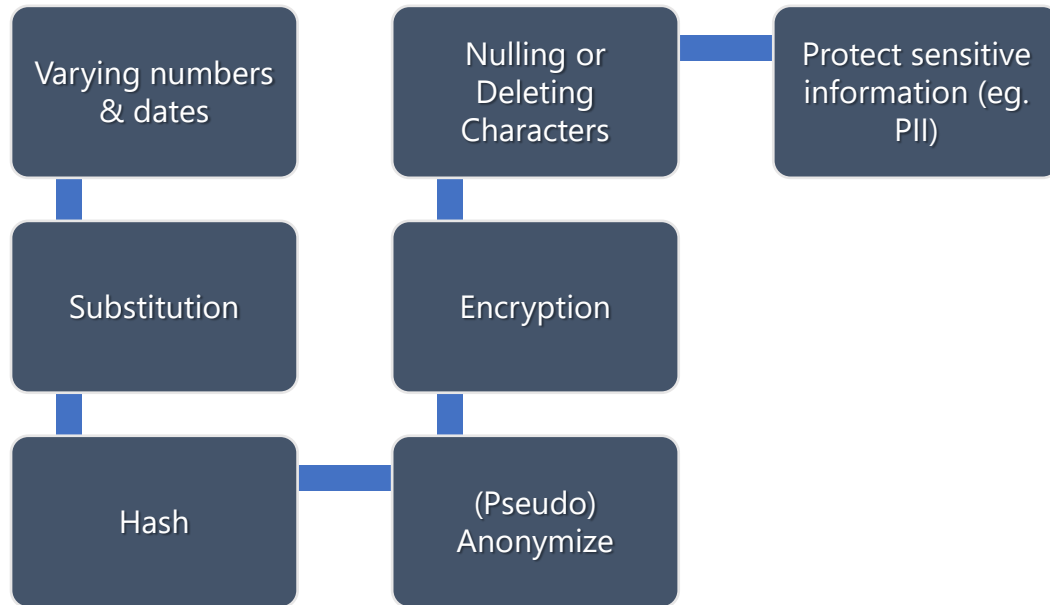 Varying numbers
& dates
Substitution
Hash
(Pseudo)
Anonymize
Encryption
Nulling or
Deleting
Characters
Protect sensitive
information (eg.
PII)